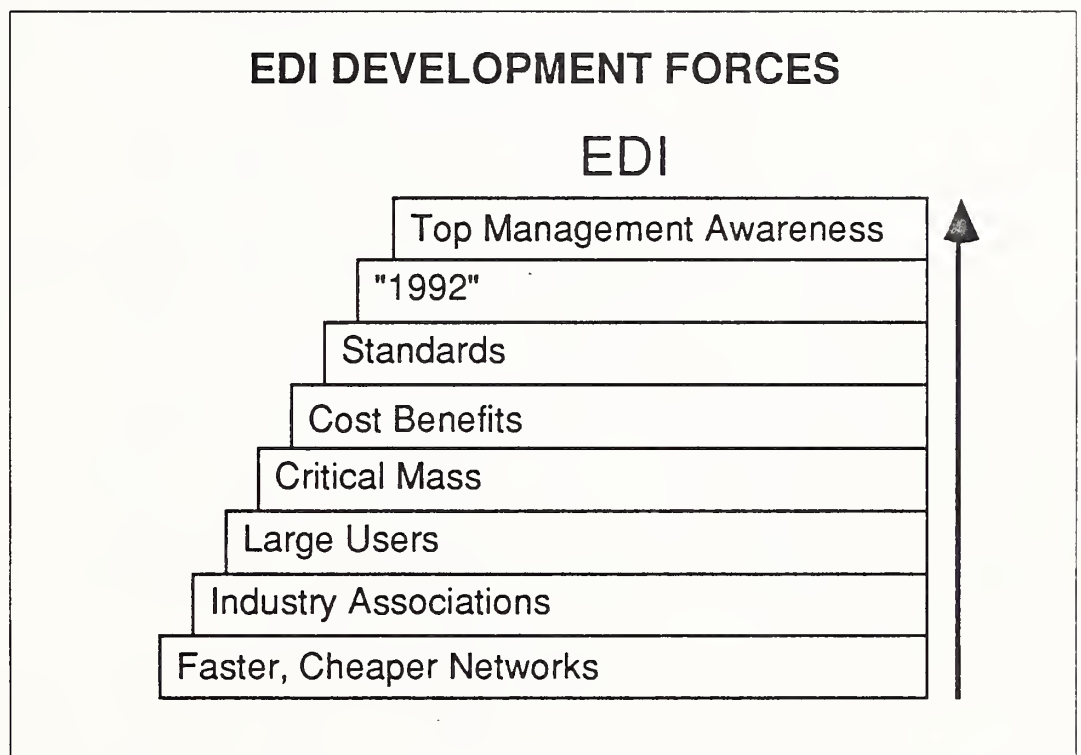 EDI DEVELOPMENT FORCES
EDI
Top Management Awareness
"1992"
Standards
Cost Benefits
Critical Mass
Large Users
Industry Associations
Faster, Cheaper Networks